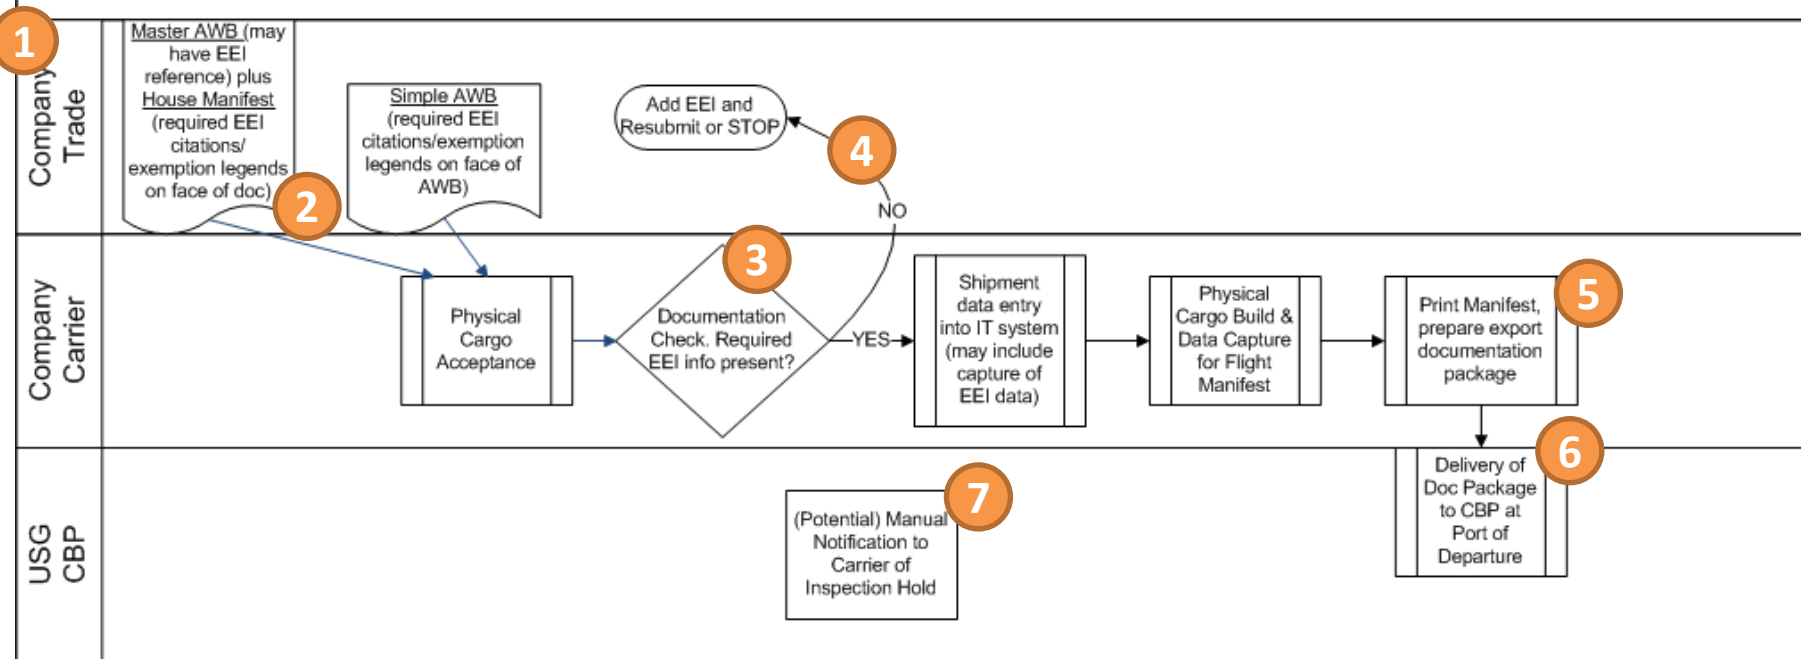 1
Company
Trade
Master AWB (may
have EEI
reference) plus
House Manifest
(required EEI
citations/
exemption legends
on face of doc)
2
Simple AWB
(required EEI
citations/exemption
legends on face of
AWB)
Add EEI and
Resubmit or STOP
4
NO
Company
Carrier
Physical
Cargo
Acceptance
3
Documentation
Check. Required
EEI info present?
YES
Shipment
data entry
into IT system
(may include
capture of
EEI data)
Physical
Cargo Build &
Data Capture
for Flight
Manifest
5
Print Manifest,
prepare export
documentation
package
USG
CBP
7
(Potential) Manual
Notification to
Carrier of
Inspection Hold
6
Delivery of
Doc Package
to CBP at
Port of
Departure